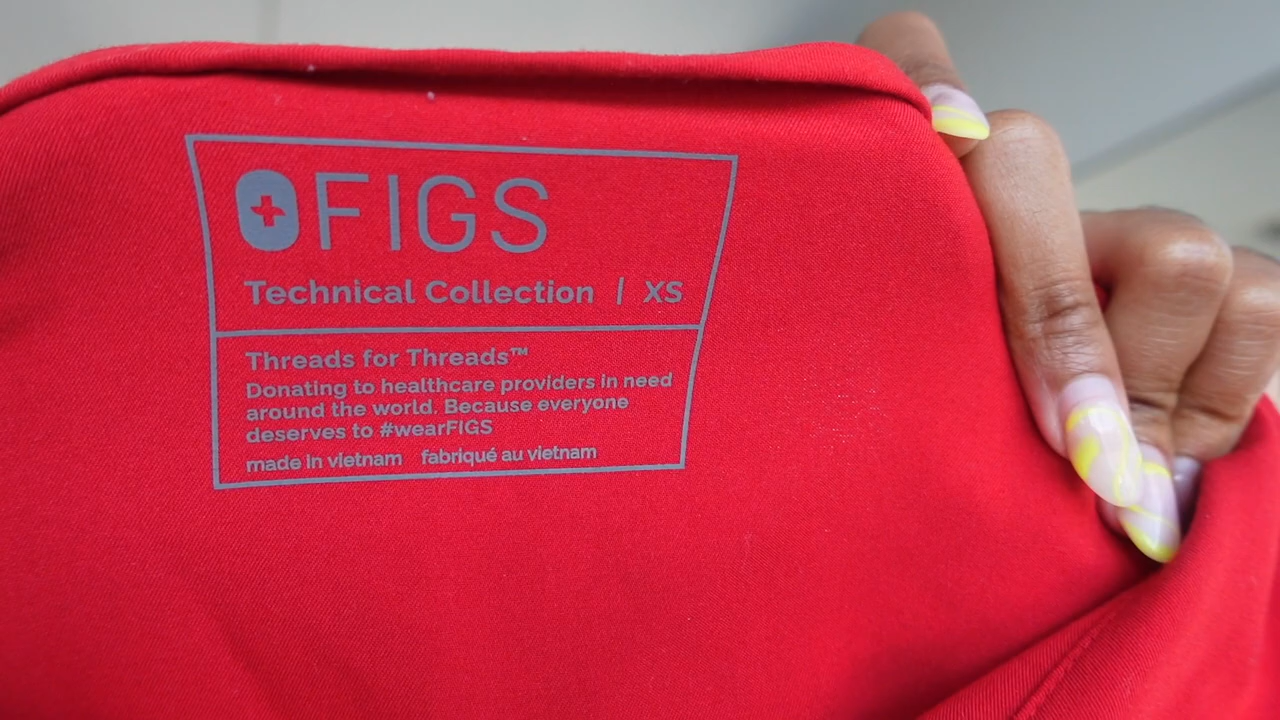 FIGS
Technical Collection | XS
Threads for Threads™
Donating to healthcare providers in need
around the world. Because everyone
deserves to #wearFIGS
made in vietnam fabriqué au vietnam